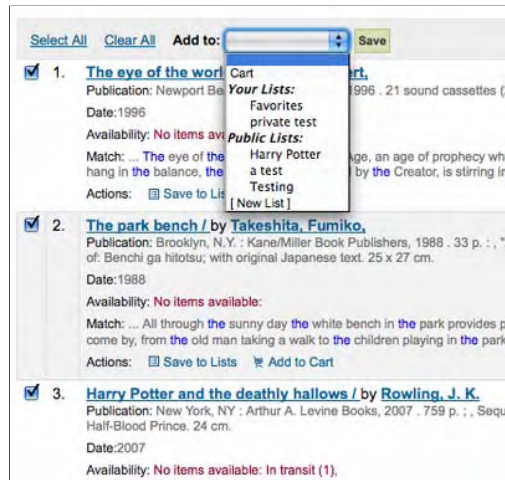 Select All Clear All Add to: Save
Cart
Your Lists:
Favorites
private test
Public Lists:
Harry Potter
a test
Testing
[ New List ]
1. The eye of the worl ert,
Publication: Newport Be 1996 . 21 sound cassettes (
Date:1996
Availability: No items ava
Match: ... The eye of the Age, an age of prophecy wh
hang in the balance, the by the Creator, is stirring in
Actions: Save to Lis
2. The park bench / by Takeshita, Fumiko,
Publication: Brooklyn, N.Y. : Kane/Miller Book Publishers, 1988 . 33 p. : , "
of: Benchi ga hitotsu; with original Japanese text. 25 x 27 cm.
Date:1988
Availability: No items available:
Match: ... All through the sunny day the white bench in the park provides p
come by, from the old man taking a walk to the children playing in the park
Actions: Save to Lists Add to Cart
3. Harry Potter and the deathly hallows / by Rowling, J. K.
Publication: New York, NY : Arthur A. Levine Books, 2007 . 759 p. ; , Sequ
Half-Blood Prince. 24 cm.
Date:2007
Availability: No items available: In transit (1),